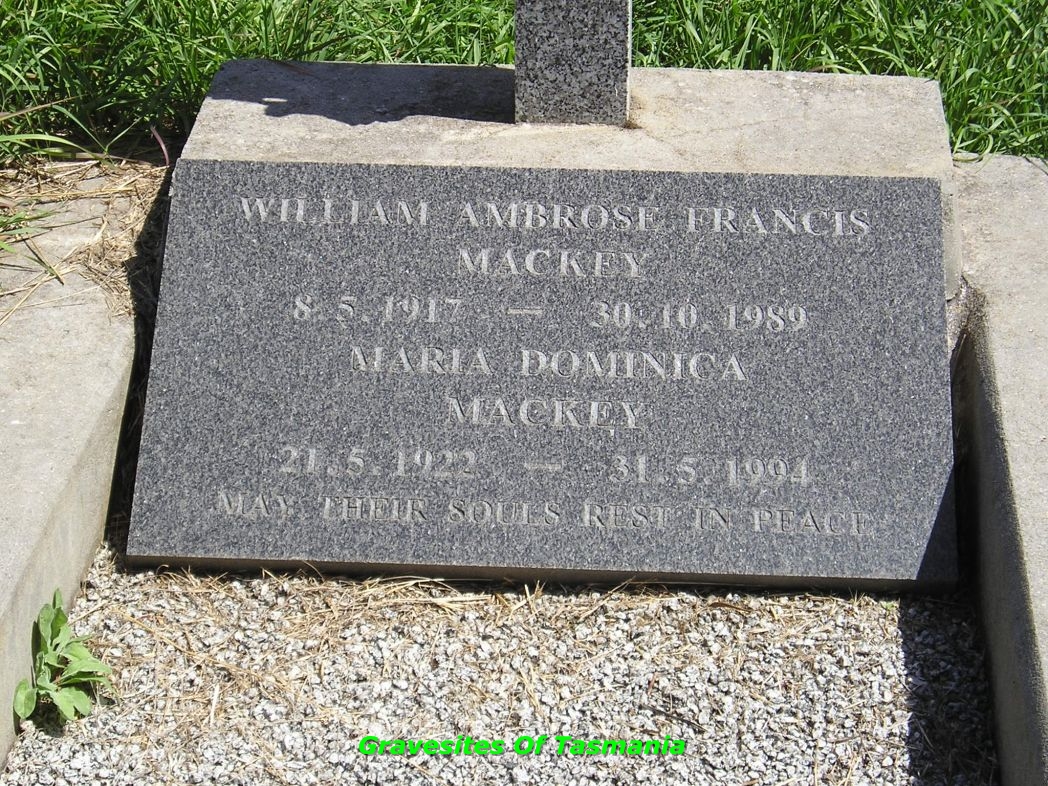 WILLIAM AMBROSE FRANCIS
MACKEY
8.5.1917 — 30.10.1989
MARIA DOMINICA
MACKEY
21.5.1922 — 31.5.1994
MAY THEIR SOULS REST IN PEACE
Gravesites Of Tasmania